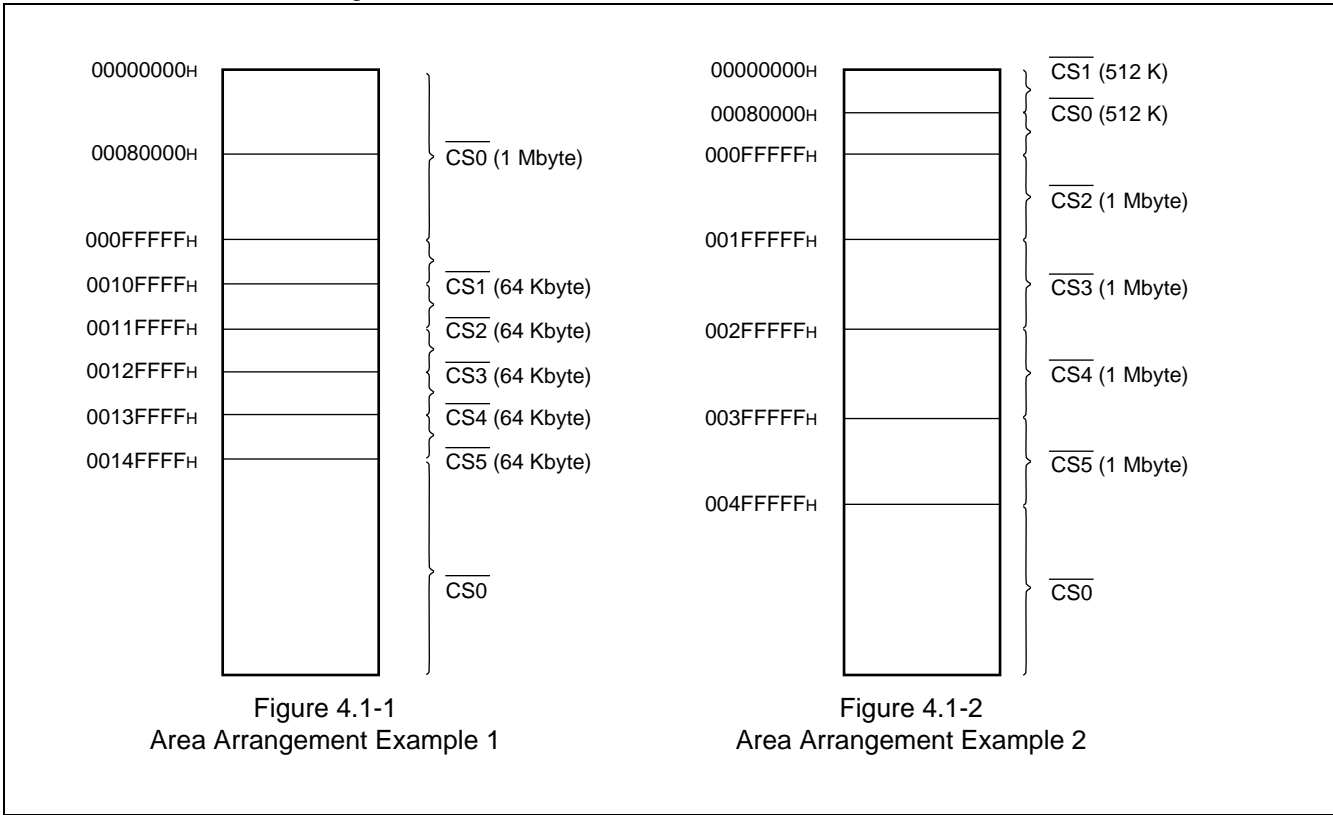 00000000H
00080000H
000FFFFFH
0010FFFFH
0011FFFFH
0012FFFFH
0013FFFFH
0014FFFFH
CS0 (1 Mbyte)
CS1 (64 Kbyte)
CS2 (64 Kbyte)
CS3 (64 Kbyte)
CS4 (64 Kbyte)
CS5 (64 Kbyte)
CS0
Figure 4.1-1
Area Arrangement Example 1
00000000H
00080000H
000FFFFFH
001FFFFFH
002FFFFFH
003FFFFFH
004FFFFFH
CS1 (512 K)
CS0 (512 K)
CS2 (1 Mbyte)
CS3 (1 Mbyte)
CS4 (1 Mbyte)
CS5 (1 Mbyte)
CS0
Figure 4.1-2
Area Arrangement Example 2